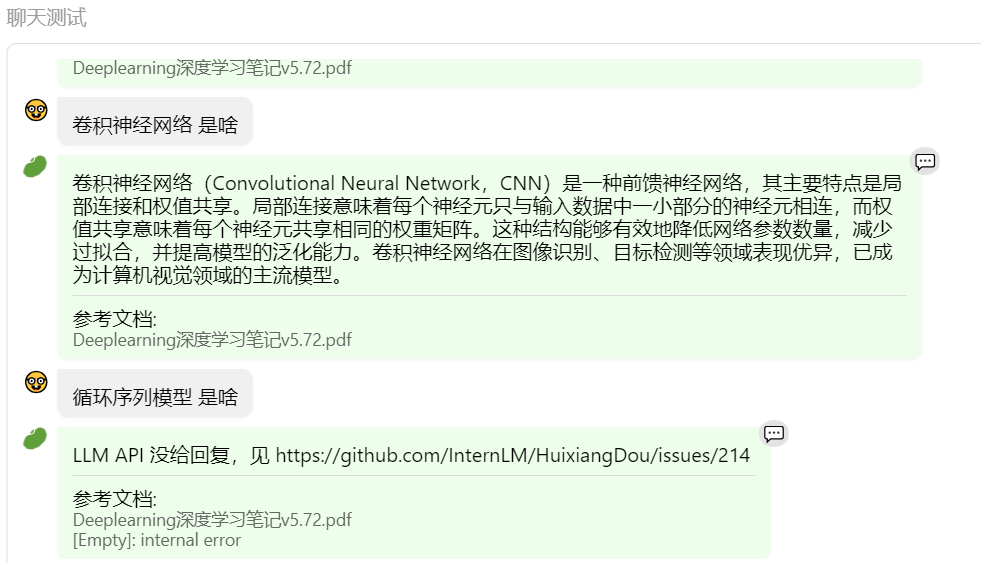 聊天测试
Deeplearning深度学习笔记v5.72.pdf
卷积神经网络 是啥
卷积神经网络（Convolutional Neural Network，CNN）是一种前馈神经网络，其主要特点是局
部连接和权值共享。局部连接意味着每个神经元只与输入数据中一小部分的神经元相连，而权
值共享意味着每个神经元共享相同的权重矩阵。这种结构能够有效地降低网络参数数量，减少
过拟合，并提高模型的泛化能力。卷积神经网络在图像识别、目标检测等领域表现优异，已成
为计算机视觉领域的主流模型。
参考文档:
Deeplearning深度学习笔记v5.72.pdf
循环序列模型 是啥
LLM API 没给回复，见 https://github.com/InternLM/HuixiangDou/issues/214
参考文档:
Deeplearning深度学习笔记v5.72.pdf
[Empty]: internal error